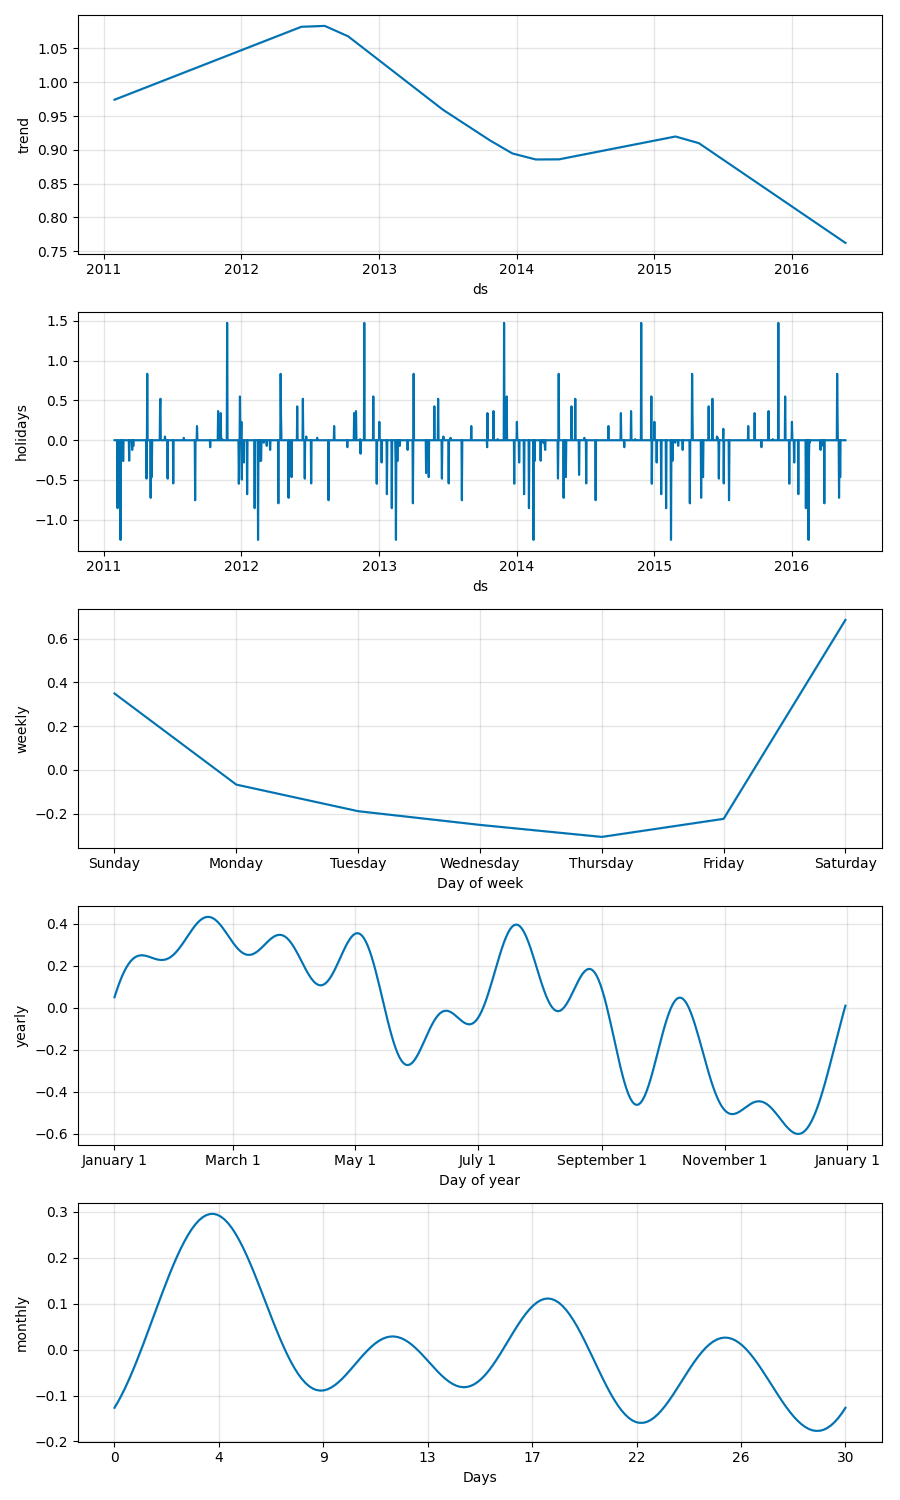 1.05
1.00
0.95
0.90
0.85
0.80
0.75
trend
2011 2012 2013 2014 2015 2016
ds
1.5
1.0
0.5
0.0
−0.5
−1.0
holidays
2011 2012 2013 2014 2015 2016
ds
0.6
0.4
0.2
0.0
−0.2
weekly
Sunday Monday Tuesday Wednesday Thursday Friday Saturday
Day of week
0.4
0.2
0.0
−0.2
−0.4
−0.6
yearly
January 1 March 1 May 1 July 1 September 1 November 1 January 1
Day of year
0.3
0.2
0.1
0.0
−0.1
−0.2
monthly
0 4 9 13 17 22 26 30
Days